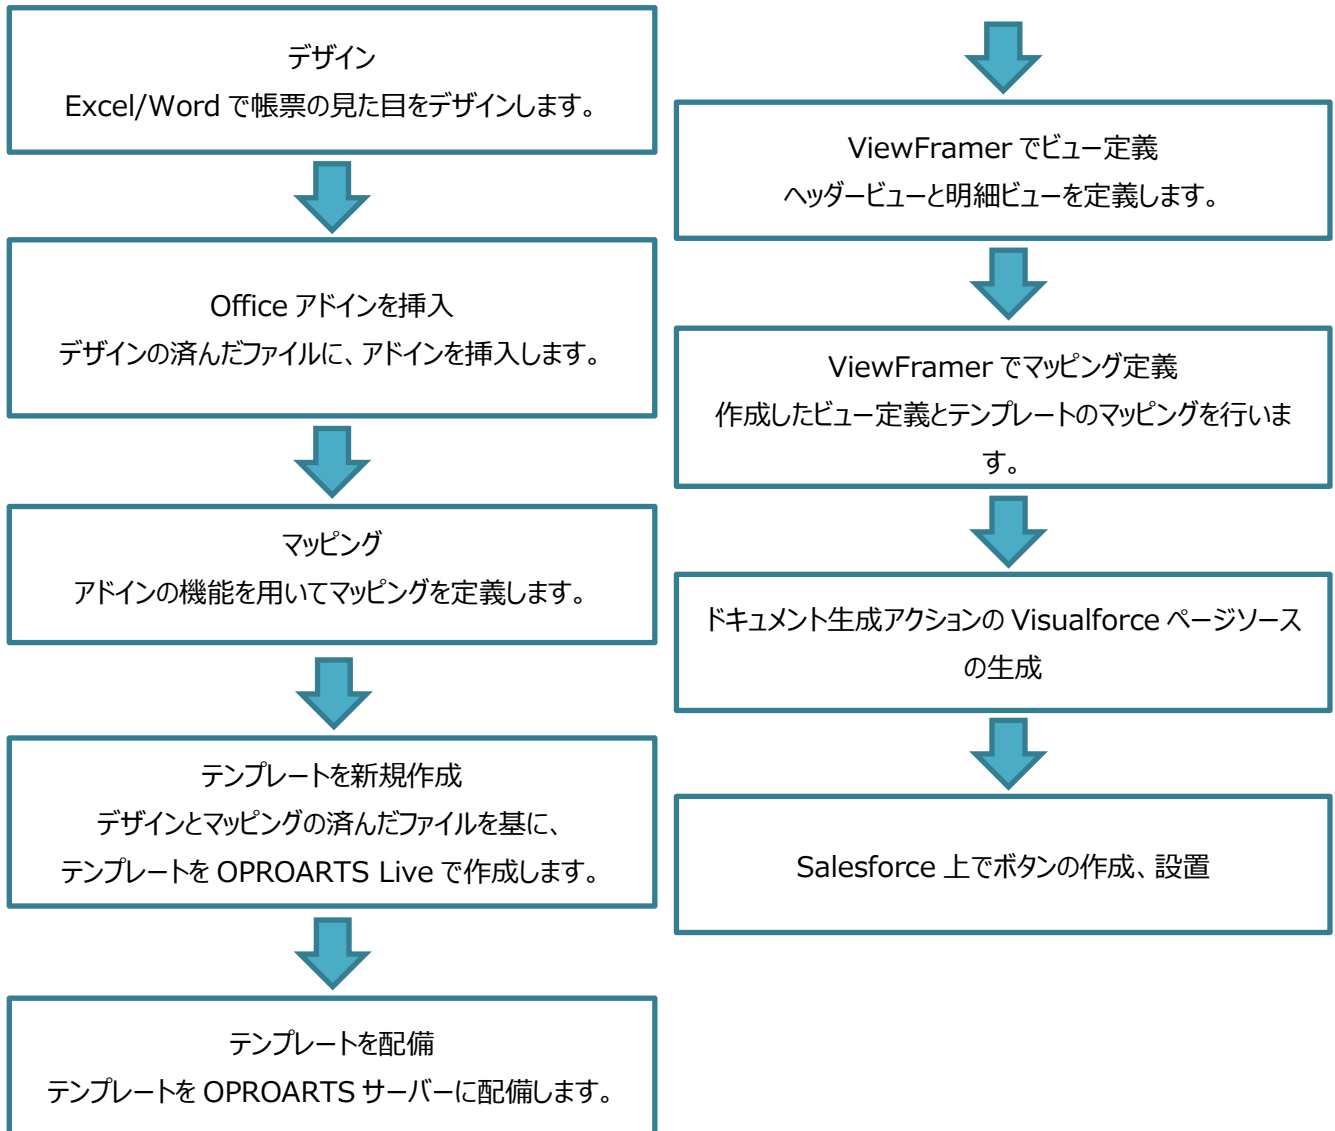 デザイン
Excel/Word で帳票の見た目をデザインします。
Office アドインを挿入
デザインの済んだファイルに、アドインを挿入します。
マッピング
アドインの機能を用いてマッピングを定義します。
テンプレートを新規作成
デザインとマッピングの済んだファイルを基に、
テンプレートを OPROARTS Live で作成します。
テンプレートを配備
テンプレートを OPROARTS サーバーに配備します。
ViewFramer でビュー定義
ヘッダービューと明細ビューを定義します。
ViewFramer でマッピング定義
作成したビュー定義とテンプレートのマッピングを行いま
す。
ドキュメント生成アクションの Visualforce ページソース
の生成
Salesforce 上でボタンの作成、設置